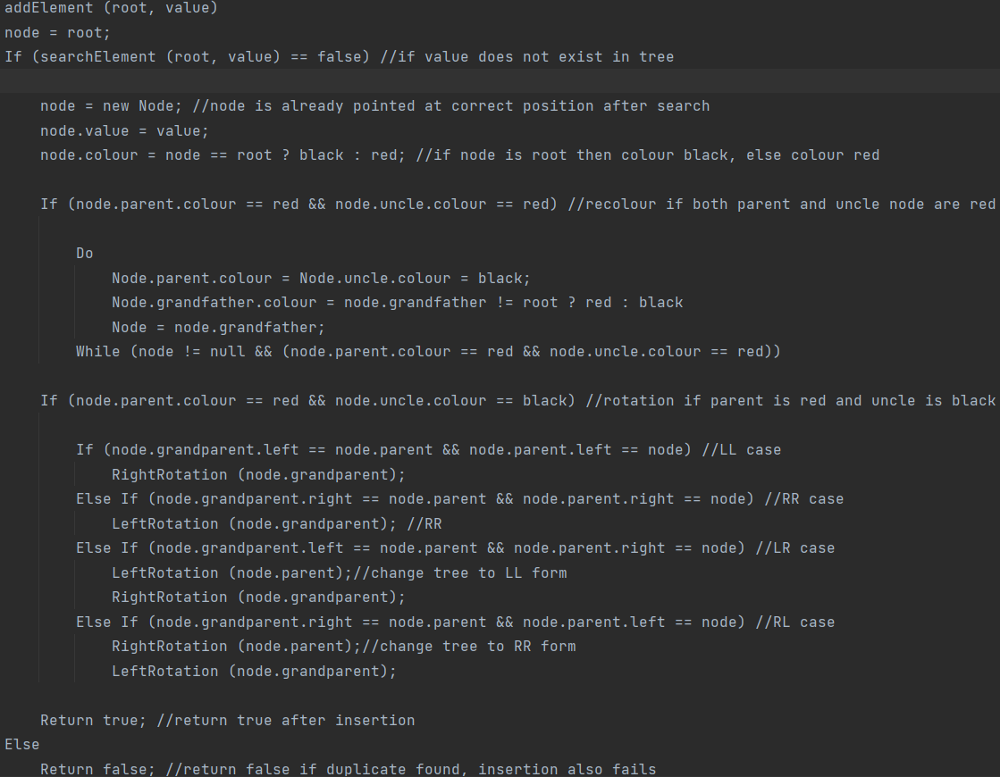 addElement (root, value)
node = root;
If (searchElement (root, value) == false) //if value does not exist in tree
node = new Node; //node is already pointed at correct position after search
node.value = value;
node.colour = node == root ? black : red; //if node is root then colour black, else colour red
If (node.parent.colour == red && node.uncle.colour == red) //recolour if both parent and uncle node are red
Do
Node.parent.colour = Node.uncle.colour = black;
Node.grandfather.colour = node.grandfather != root ? red : black
Node = node.grandfather;
While (node != null && (node.parent.colour == red && node.uncle.colour == red))
If (node.parent.colour == red && node.uncle.colour == black) //rotation if parent is red and uncle is black
If (node.grandparent.left == node.parent && node.parent.left == node) //LL case
RightRotation (node.grandparent);
Else If (node.grandparent.right == node.parent && node.parent.right == node) //RR case
LeftRotation (node.grandparent); //RR
Else If (node.grandparent.left == node.parent && node.parent.right == node) //LR case
LeftRotation (node.parent);//change tree to LL form
RightRotation (node.grandparent);
Else If (node.grandparent.right == node.parent && node.parent.left == node) //RL case
RightRotation (node.parent);//change tree to RR form
LeftRotation (node.grandparent);
Return true; //return true after insertion
Else
Return false; //return false if duplicate found, insertion also fails